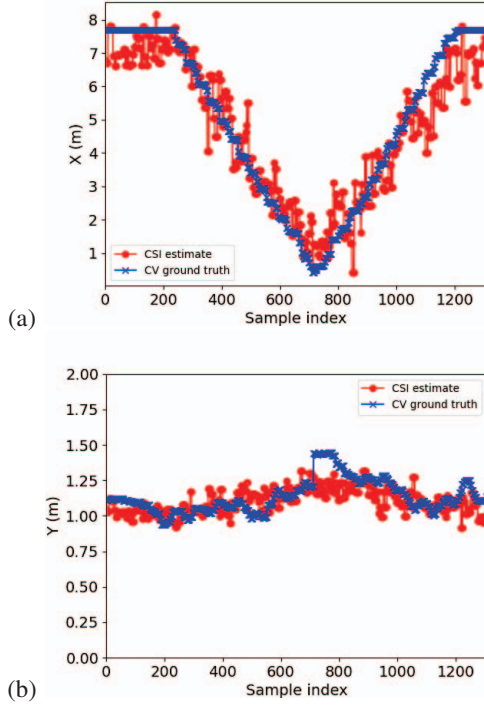 8
7
6
5
4
3
2
1
X (m)
CSI estimate
CV ground truth
0 200 400 600 800 1000 1200
Sample index
(a)
2.00
1.75
1.50
1.25
1.00
0.75
0.50
0.25
0.00
Y (m)
CSI estimate
CV ground truth
0 200 400 600 800 1000 1200
Sample index
(b)